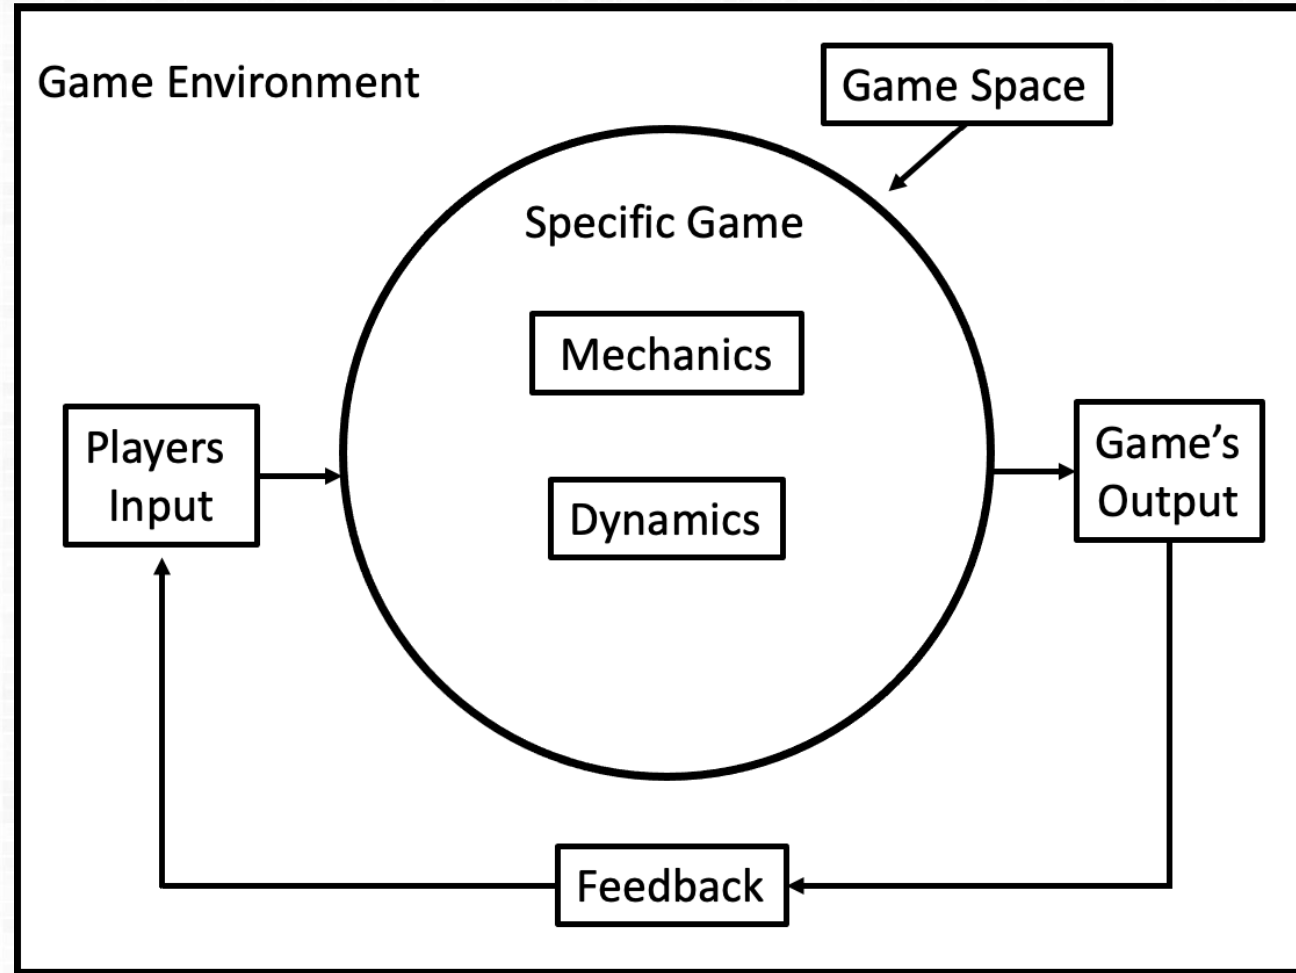 Game Environment
Game Space
Specific Game
Mechanics
Players
Input
Dynamics
Game’s
Output
Feedback